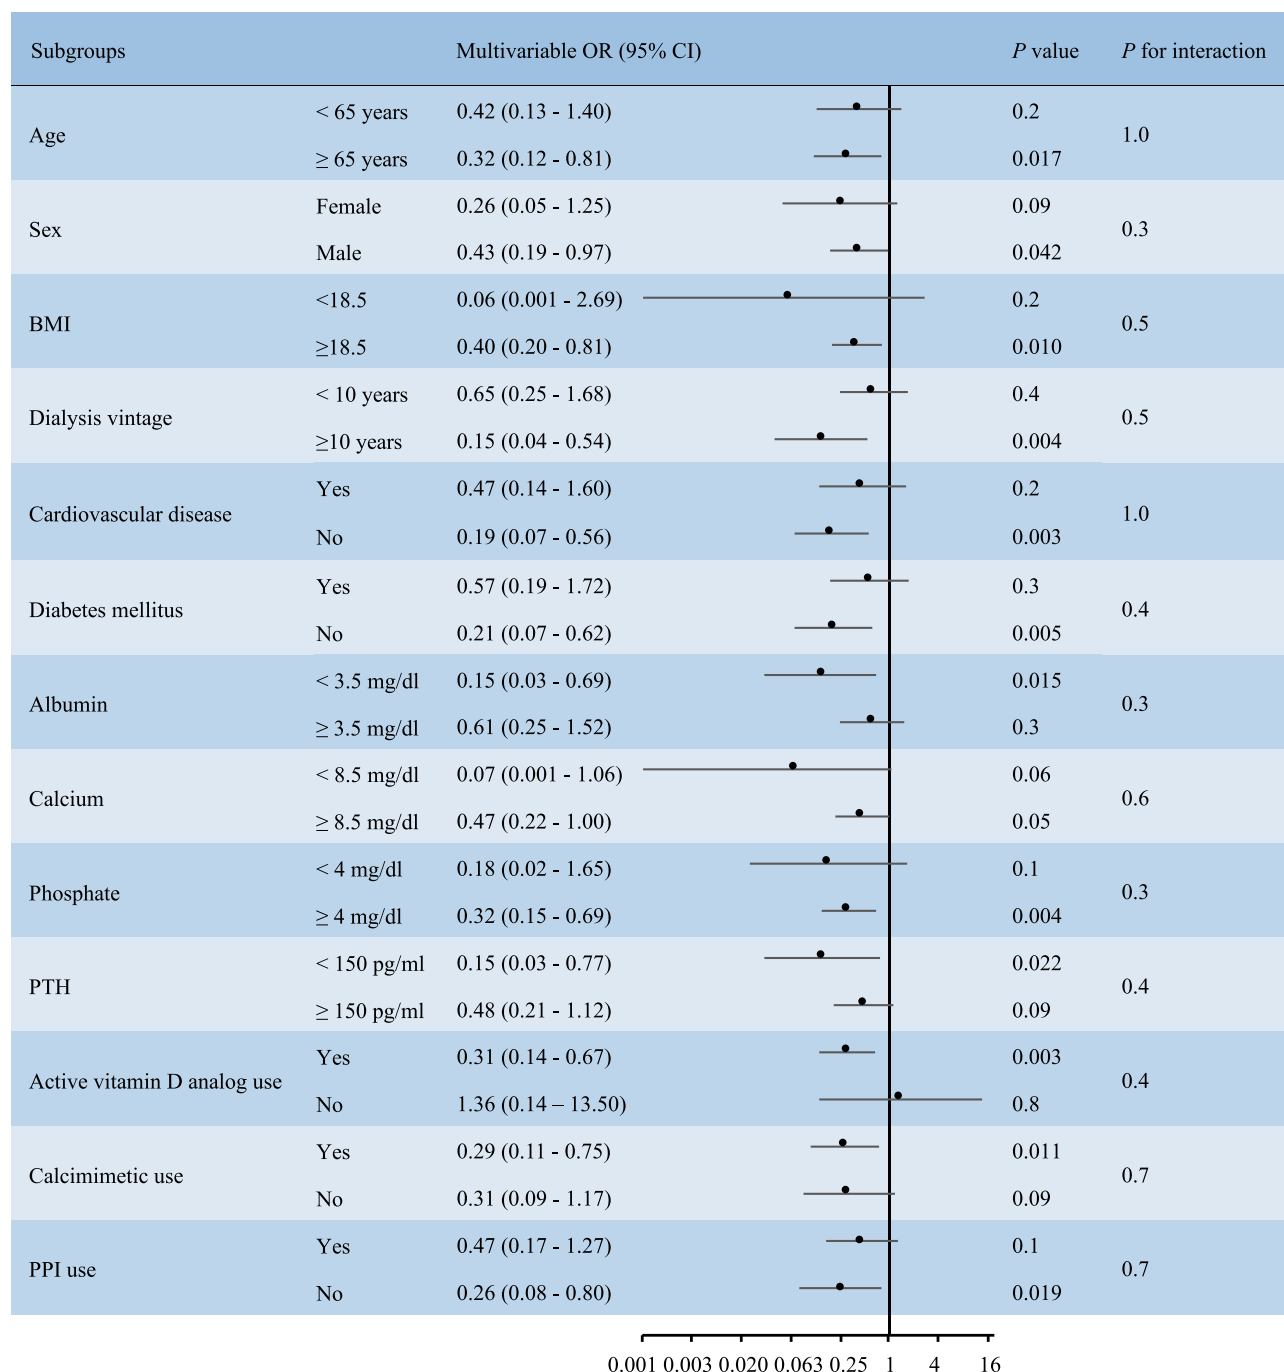 Subgroups Multivariable OR (95% CI) P value P for interaction
Age
< 65 years 0.42 (0.13 - 1.40) 0.2
1.0
≥ 65 years 0.32 (0.12 - 0.81) 0.017
Sex
Female 0.26 (0.05 - 1.25) 0.09
0.3
Male 0.43 (0.19 - 0.97) 0.042
BMI
<18.5 0.06 (0.001 - 2.69) 0.2
0.5
≥18.5 0.40 (0.20 - 0.81) 0.010
Dialysis vintage
< 10 years 0.65 (0.25 - 1.68) 0.4
0.5
≥10 years 0.15 (0.04 - 0.54) 0.004
Cardiovascular disease
Yes 0.47 (0.14 - 1.60) 0.2
1.0
No 0.19 (0.07 - 0.56) 0.003
Diabetes mellitus
Yes 0.57 (0.19 - 1.72) 0.3
0.4
No 0.21 (0.07 - 0.62) 0.005
Albumin
< 3.5 mg/dl 0.15 (0.03 - 0.69) 0.015
0.3
≥ 3.5 mg/dl 0.61 (0.25 - 1.52) 0.3
Calcium
< 8.5 mg/dl 0.07 (0.001 - 1.06) 0.06
0.6
≥ 8.5 mg/dl 0.47 (0.22 - 1.00) 0.05
Phosphate
< 4 mg/dl 0.18 (0.02 - 1.65) 0.1
0.3
≥ 4 mg/dl 0.32 (0.15 - 0.69) 0.004
PTH
< 150 pg/ml 0.15 (0.03 - 0.77) 0.022
0.4
≥ 150 pg/ml 0.48 (0.21 - 1.12) 0.09
Active vitamin D analog use
Yes 0.31 (0.14 - 0.67) 0.003
0.4
No 1.36 (0.14 – 13.50) 0.8
Calcimimetic use
Yes 0.29 (0.11 - 0.75) 0.011
0.7
No 0.31 (0.09 - 1.17) 0.09
PPI use
Yes 0.47 (0.17 - 1.27) 0.1
0.7
No 0.26 (0.08 - 0.80) 0.019
0.001 0.003 0.020 0.063 0.25 1 4 16